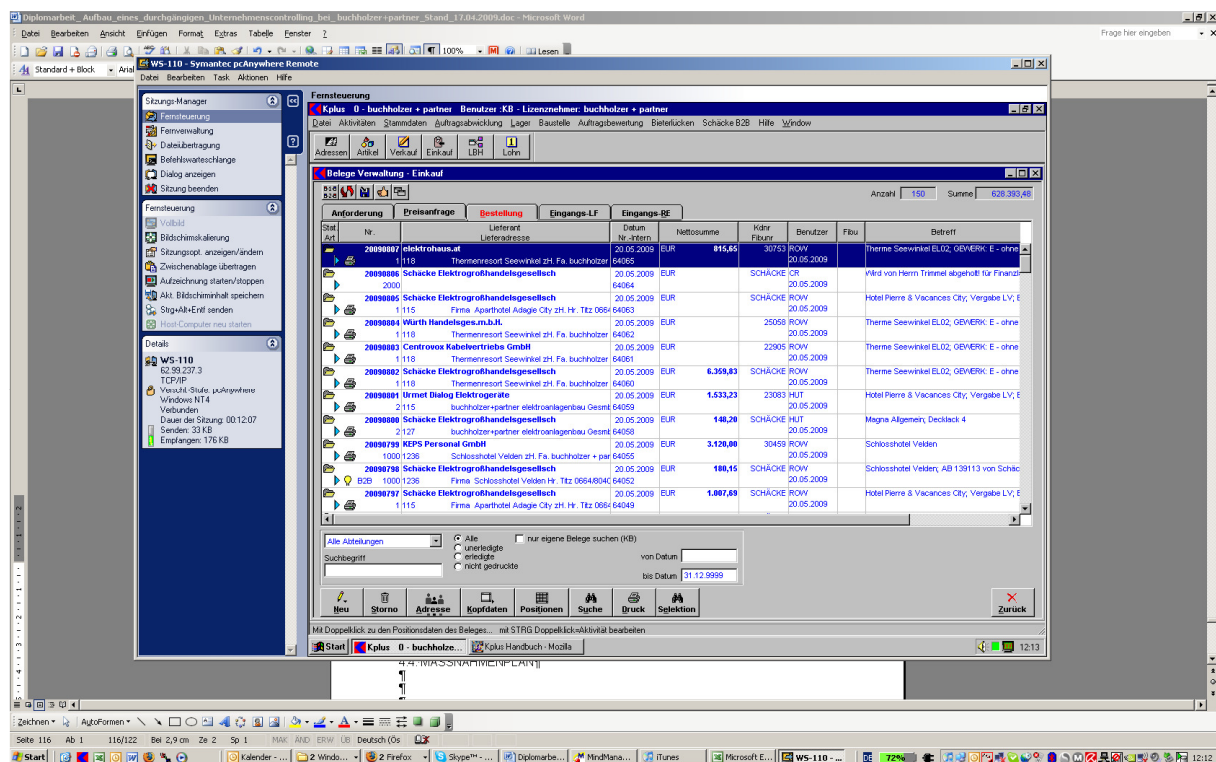 Diplomarbeit_ Aufbau_eines_durchgängigen_Unternehmenscontrolling_bei_ buchholzer+partner_Stand_17.04.2009.doc - Microsoft Word
Datei Bearbeiten Ansicht Einfügen Format Extras Tabelle Fenster ?
Frage hier eingeben
100%
Lesen
Standard + Block
Arial
WS-110 - Symantec pcAnywhere Remote
Datei Bearbeiten Task Aktionen Hilfe
Sitzungs-Manager
Fernsteuerung
Fernverwaltung
Dateiübertragung
Befehlswarteschlange
Dialog anzeigen
Sitzung beenden
Fernsteuerung
Vollbild
Bildschirmskalierung
Sitzungsopt. anzeigen/ändern
Zwischenablage übertragen
Aufzeichnung starten/stoppen
Akt. Bildschirminhalt speichern
Strg+Alt+Entf senden
Host-Computer neu starten
Details
WS-110
62.99.237.3
TCP/IP
Verschl.-Stufe: pcAnywhere
Windows NT4
Verbunden
Dauer der Sitzung: 00:12:07
Senden: 33 KB
Empfangen: 176 KB
Fernsteuerung
Kplus 0 - buchholzer + partner Benutzer :KB - Lizenznehmer: buchholzer + partner
Datei Aktivitäten Stammdaten Auftragsabwicklung Lager Baustelle Auftragsbewertung Bieterlücken Schäcke B2B Hilfe Window
Adressen Artikel Verkauf Einkauf LBH Lohn
Belege Verwaltung - Einkauf
Anzahl 150 Summe 628.393,48
Anforderung Preisanfrage Bestellung Eingangs-LF Eingangs-RE
Stat. Nr. Lieferant Datum Nettosumme Kdnr Benutzer Fibu Betreff
Art Lieferadresse Nr.-Intern Fibunr
20090807 elektrohaus.at 20.05.2009 EUR 815,65 30753 ROW Therme Seewinkel EL02; GEWERK: E - ohne
1 118 Thermenresort Seewinkel zH. Fa. buchholzer 64065 20.05.2009
20090806 Schäcke Elektrogroßhandelsgesellsch 20.05.2009 EUR SCHÄCKE CR Wird von Herrn Trimmel abgeholt! für Finanzi
2000 64064 20.05.2009
20090805 Schäcke Elektrogroßhandelsgesellsch 20.05.2009 EUR SCHÄCKE ROW Hotel Pierre & Vacances City; Vergabe LV; E
1 115 Firma Aparthotel Adagie City zH. Hr. Titz 0664 64063 20.05.2009
20090804 Würth Handelsges.m.b.H. 20.05.2009 EUR 25058 ROW Therme Seewinkel EL02; GEWERK: E - ohne
1 118 Thermenresort Seewinkel zH. Fa. buchholzer 64062 20.05.2009
20090803 Centrovox Kabelvertriebs GmbH 20.05.2009 EUR 22905 ROW Therme Seewinkel EL02; GEWERK: E - ohne
1 118 Thermenresort Seewinkel zH. Fa. buchholzer 64061 20.05.2009
20090802 Schäcke Elektrogroßhandelsgesellsch 20.05.2009 EUR 6.359,83 SCHÄCKE ROW Therme Seewinkel EL02; GEWERK: E - ohne
1 118 Thermenresort Seewinkel zH. Fa. buchholzer 64060 20.05.2009
20090801 Urmet Dialog Elektrogeräte 20.05.2009 EUR 1.533,23 23083 HUT Hotel Pierre & Vacances City; Vergabe LV; E
2 115 buchholzer+partner elektroanlagenbau Gesmb 64059 20.05.2009
20090800 Schäcke Elektrogroßhandelsgesellsch 20.05.2009 EUR 148,20 SCHÄCKE HUT Magna Allgemein; Decklack 4
2 127 buchholzer+partner elektroanlagenbau Gesmb 64058 20.05.2009
20090799 KEPS Personal GmbH 20.05.2009 EUR 3.120,00 30459 ROW Schlosshotel Velden
1000 1236 Schlosshotel Velden zH. Fa. buchholzer + par 64055 20.05.2009
20090798 Schäcke Elektrogroßhandelsgesellsch 20.05.2009 EUR 180,15 SCHÄCKE ROW Schlosshotel Velden; AB 139113 von Schäc
B2B 1000 1236 Firma Schlosshotel Velden Hr. Titz 0664/8040 64052 20.05.2009
20090797 Schäcke Elektrogroßhandelsgesellsch 20.05.2009 EUR 1.007,69 SCHÄCKE ROW Hotel Pierre & Vacances City; Vergabe LV; E
1 115 Firma Aparthotel Adagie City zH. Hr. Titz 0664 64049 20.05.2009
Alle Abteilungen
Alle
nur eigene Belege suchen (KB)
unerledigte
Suchbegriff
erledigte
von Datum
nicht gedruckte
bis Datum 31.12.9999
Neu Storno Adresse Kopfdaten Positionen Suche Druck Selektion Zurück
Mit Doppelklick zu den Positionsdaten des Beleges... mit STRG Doppelklick=Aktivität bearbeiten
Start Kplus 0 - buchholze... Kplus Handbuch - Mozilla 12:13
4.4. MASSNAHMENPLAN¶
¶
¶
Zeichnen AutoFormen
Seite 116 Ab 1 116/122 Bei 2,9 cm Ze 2 Sp 1 MAK ÄND ERW ÜB Deutsch (Ös
Start Kalender - ... 2 Windo... 2 Firefox Skype™ - ... Diplomarbe... MindMana... iTunes Microsoft E... WS-110 - ... DE 72% 12:12